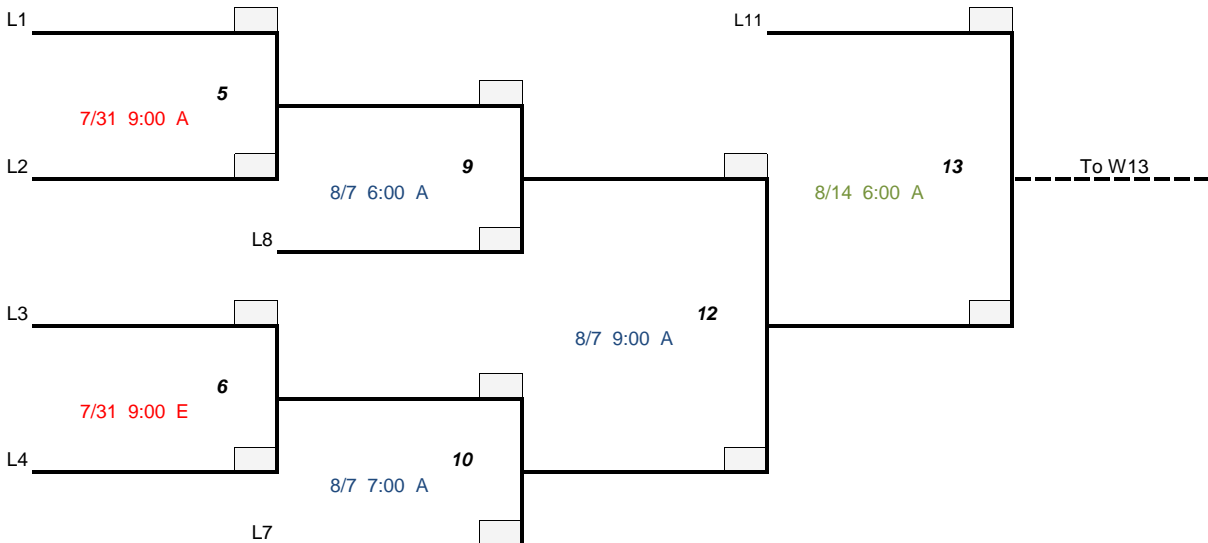 L1
L11
5
7/31 9:00 A
L2
9
13
To W13
8/7 6:00 A
8/14 6:00 A
L8
L3
12
8/7 9:00 A
6
7/31 9:00 E
L4
10
8/7 7:00 A
L7